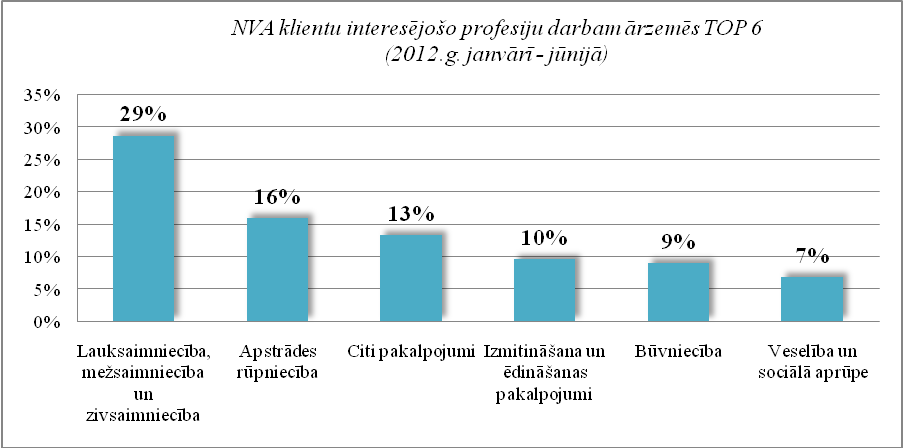 NVA klientu interesējošo profesiju darbam ārzemēs TOP 6
(2012.g. janvārī - jūnijā)
35%
30%
25%
20%
15%
10%
5%
0%
29%
16%
13%
10%
9%
7%
Lauksaimniecība,
mežsaimniecība
un
zivsaimniecība
Apstrādes
rūpniecība
Citi pakalpojumi
Izmitināšana un
ēdināšanas
pakalpojumi
Būvniecība
Veselība un
sociālā aprūpe